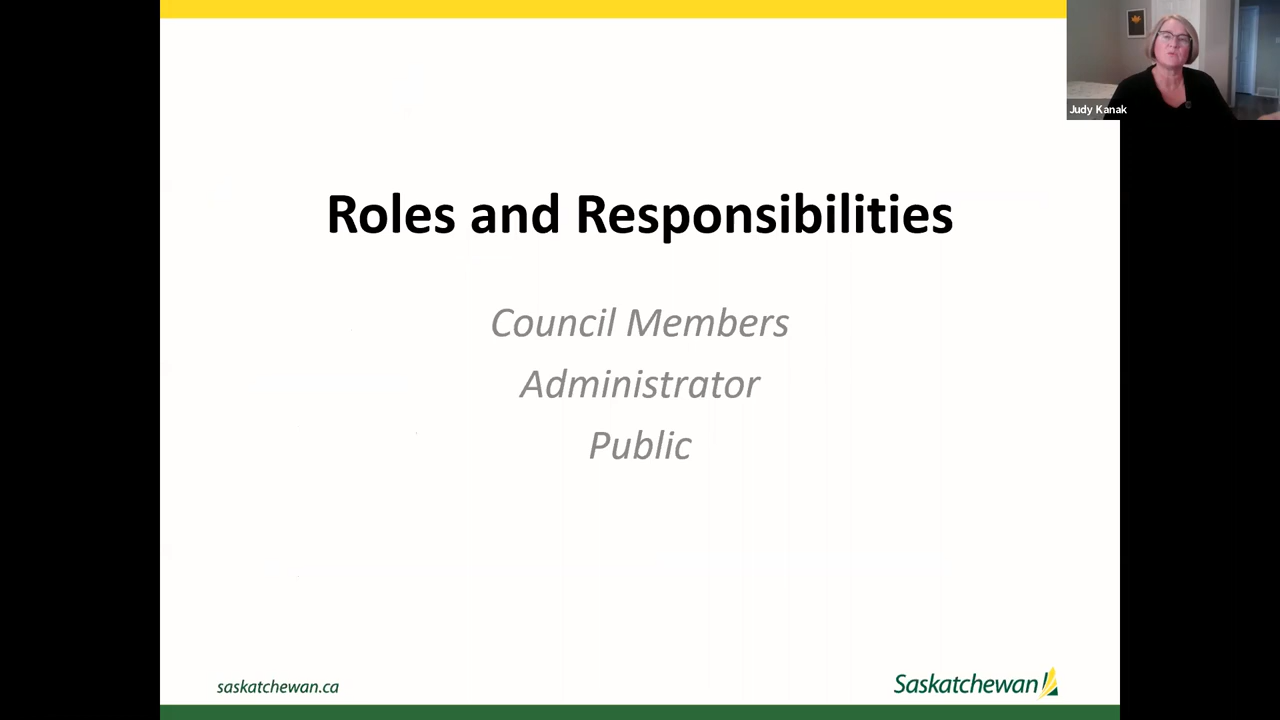 Judy Kanak
Roles and Responsibilities
Council Members
Administrator
Public
saskatchewan.ca
Saskatchewan